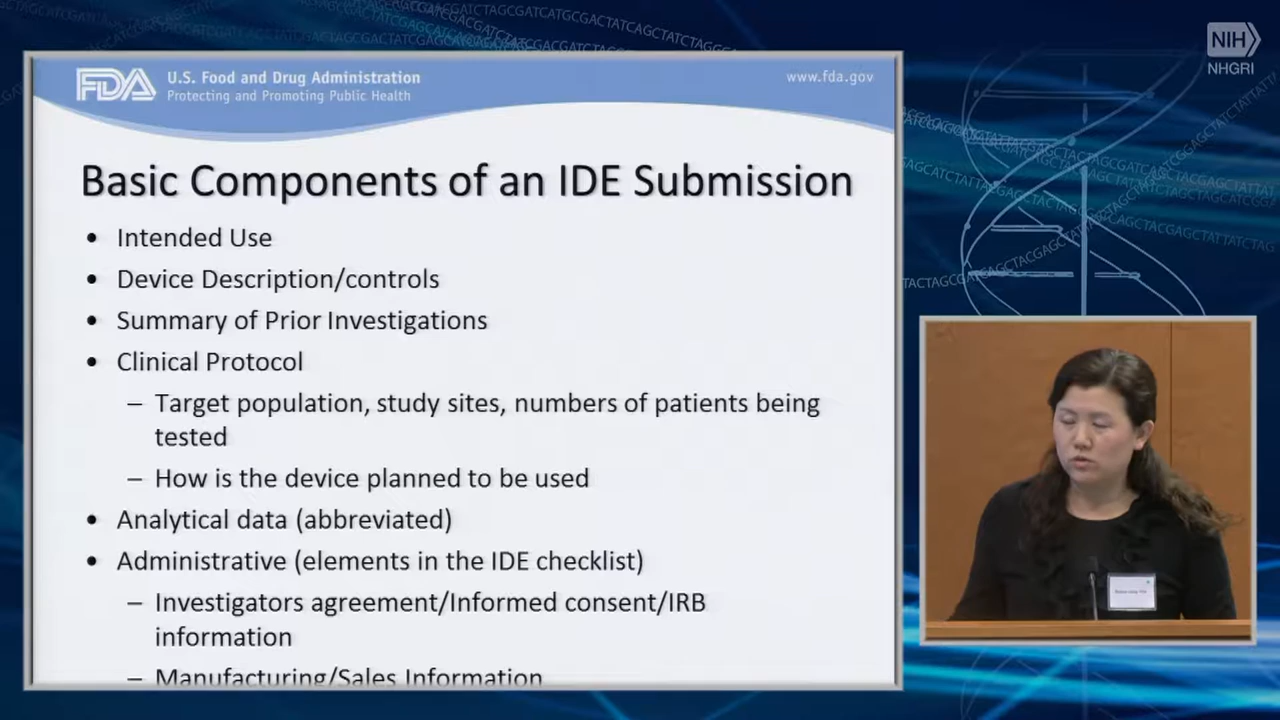 FDA U.S. Food and Drug Administration
Protecting and Promoting Public Health
www.fda.gov
Basic Components of an IDE Submission
• Intended Use
• Device Description/controls
• Summary of Prior Investigations
• Clinical Protocol
– Target population, study sites, numbers of patients being
tested
– How is the device planned to be used
• Analytical data (abbreviated)
• Administrative (elements in the IDE checklist)
– Investigators agreement/Informed consent/IRB
information
– Manufacturing/Sales Information
NIH
NHGRI